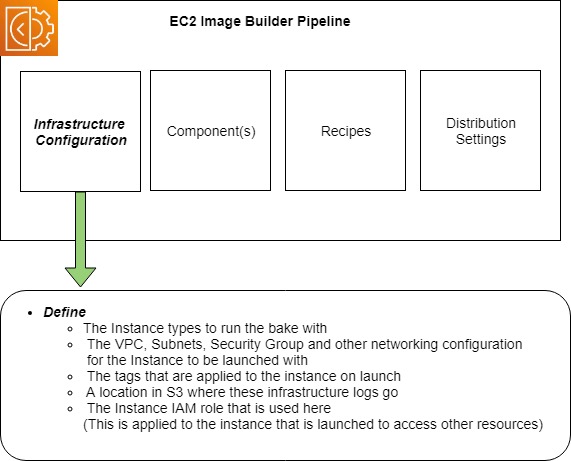 EC2 Image Builder Pipeline
Infrastructure
Configuration
Component(s)
Recipes
Distribution
Settings
Define
The Instance types to run the bake with
The VPC, Subnets, Security Group and other networking configuration
for the Instance to be launched with
The tags that are applied to the instance on launch
A location in S3 where these infrastructure logs go
The Instance IAM role that is used here
(This is applied to the instance that is launched to access other resources)